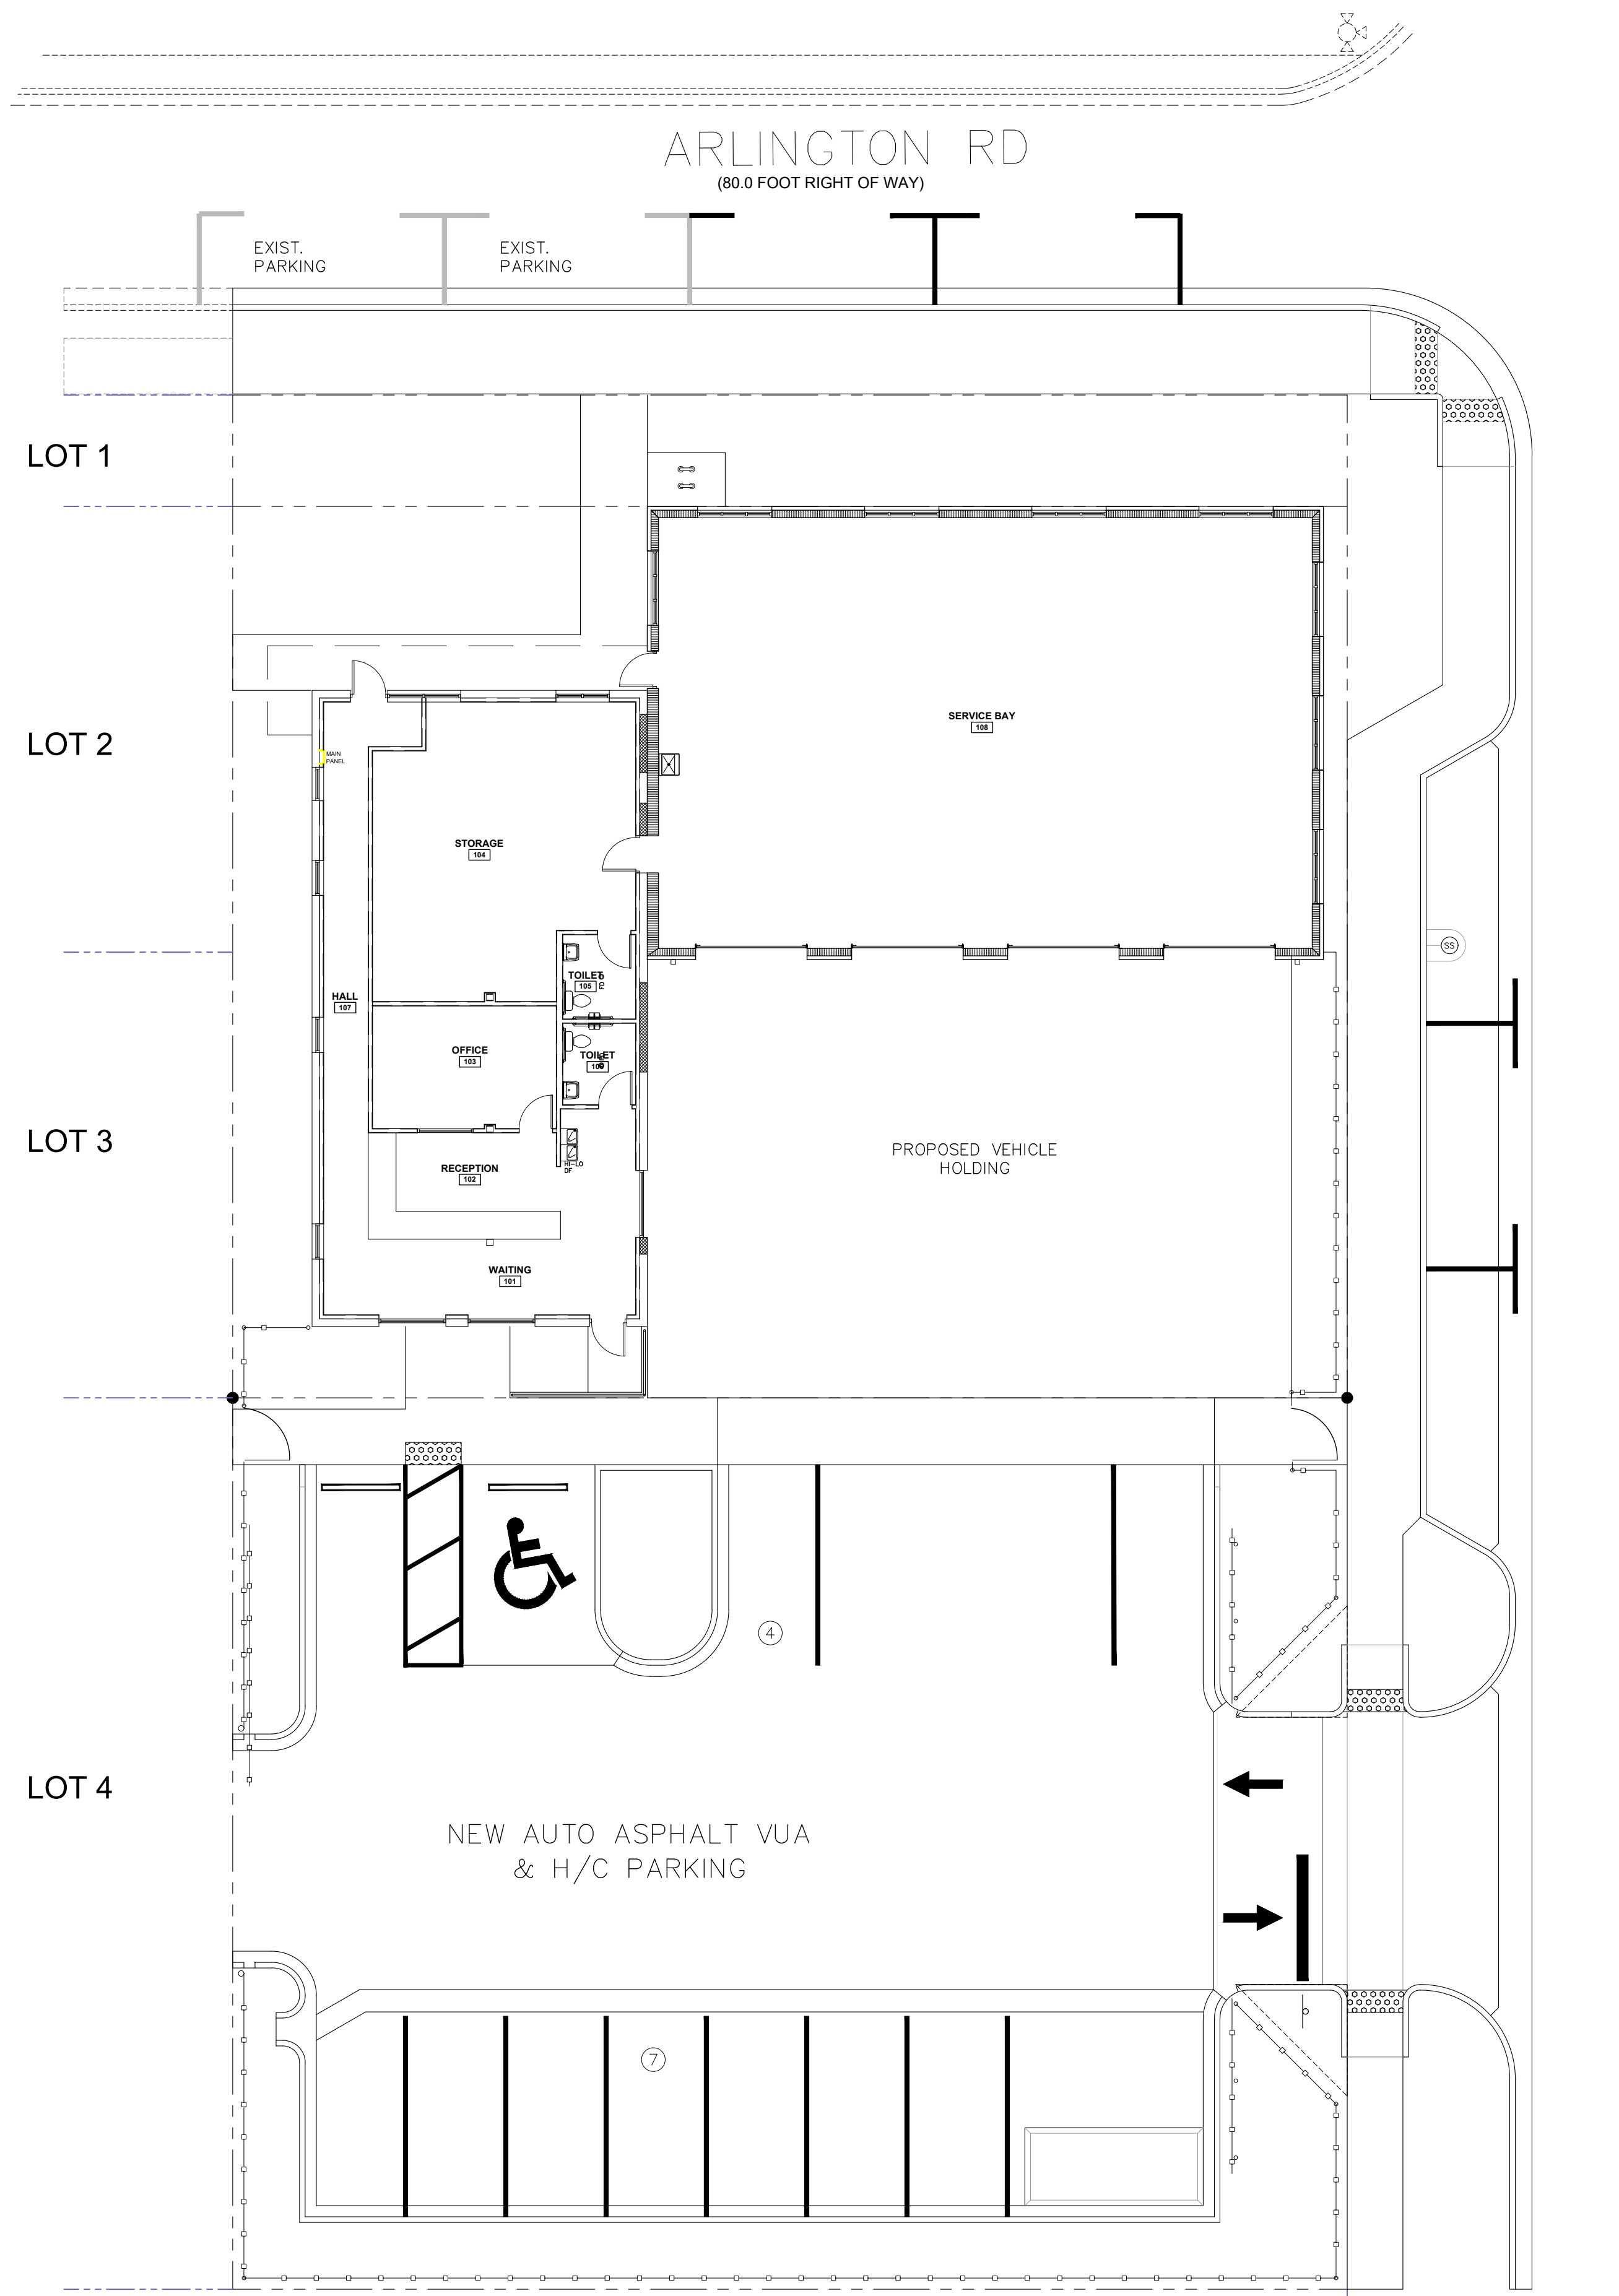 ARLINGTON RD
(80.0 FOOT RIGHT OF WAY)
EXIST.
PARKING
EXIST.
PARKING
LOT 1
LOT 2
SERVICE BAY
108
MAIN
PANEL
STORAGE
104
SS
TOILET
105
HALL
107
OFFICE
103
TOILET
LOT 3
PROPOSED VEHICLE
HOLDING
RECEPTION
102
HI-LO
DF
WAITING
101
4
LOT 4
NEW AUTO ASPHALT VUA
& H/C PARKING
7